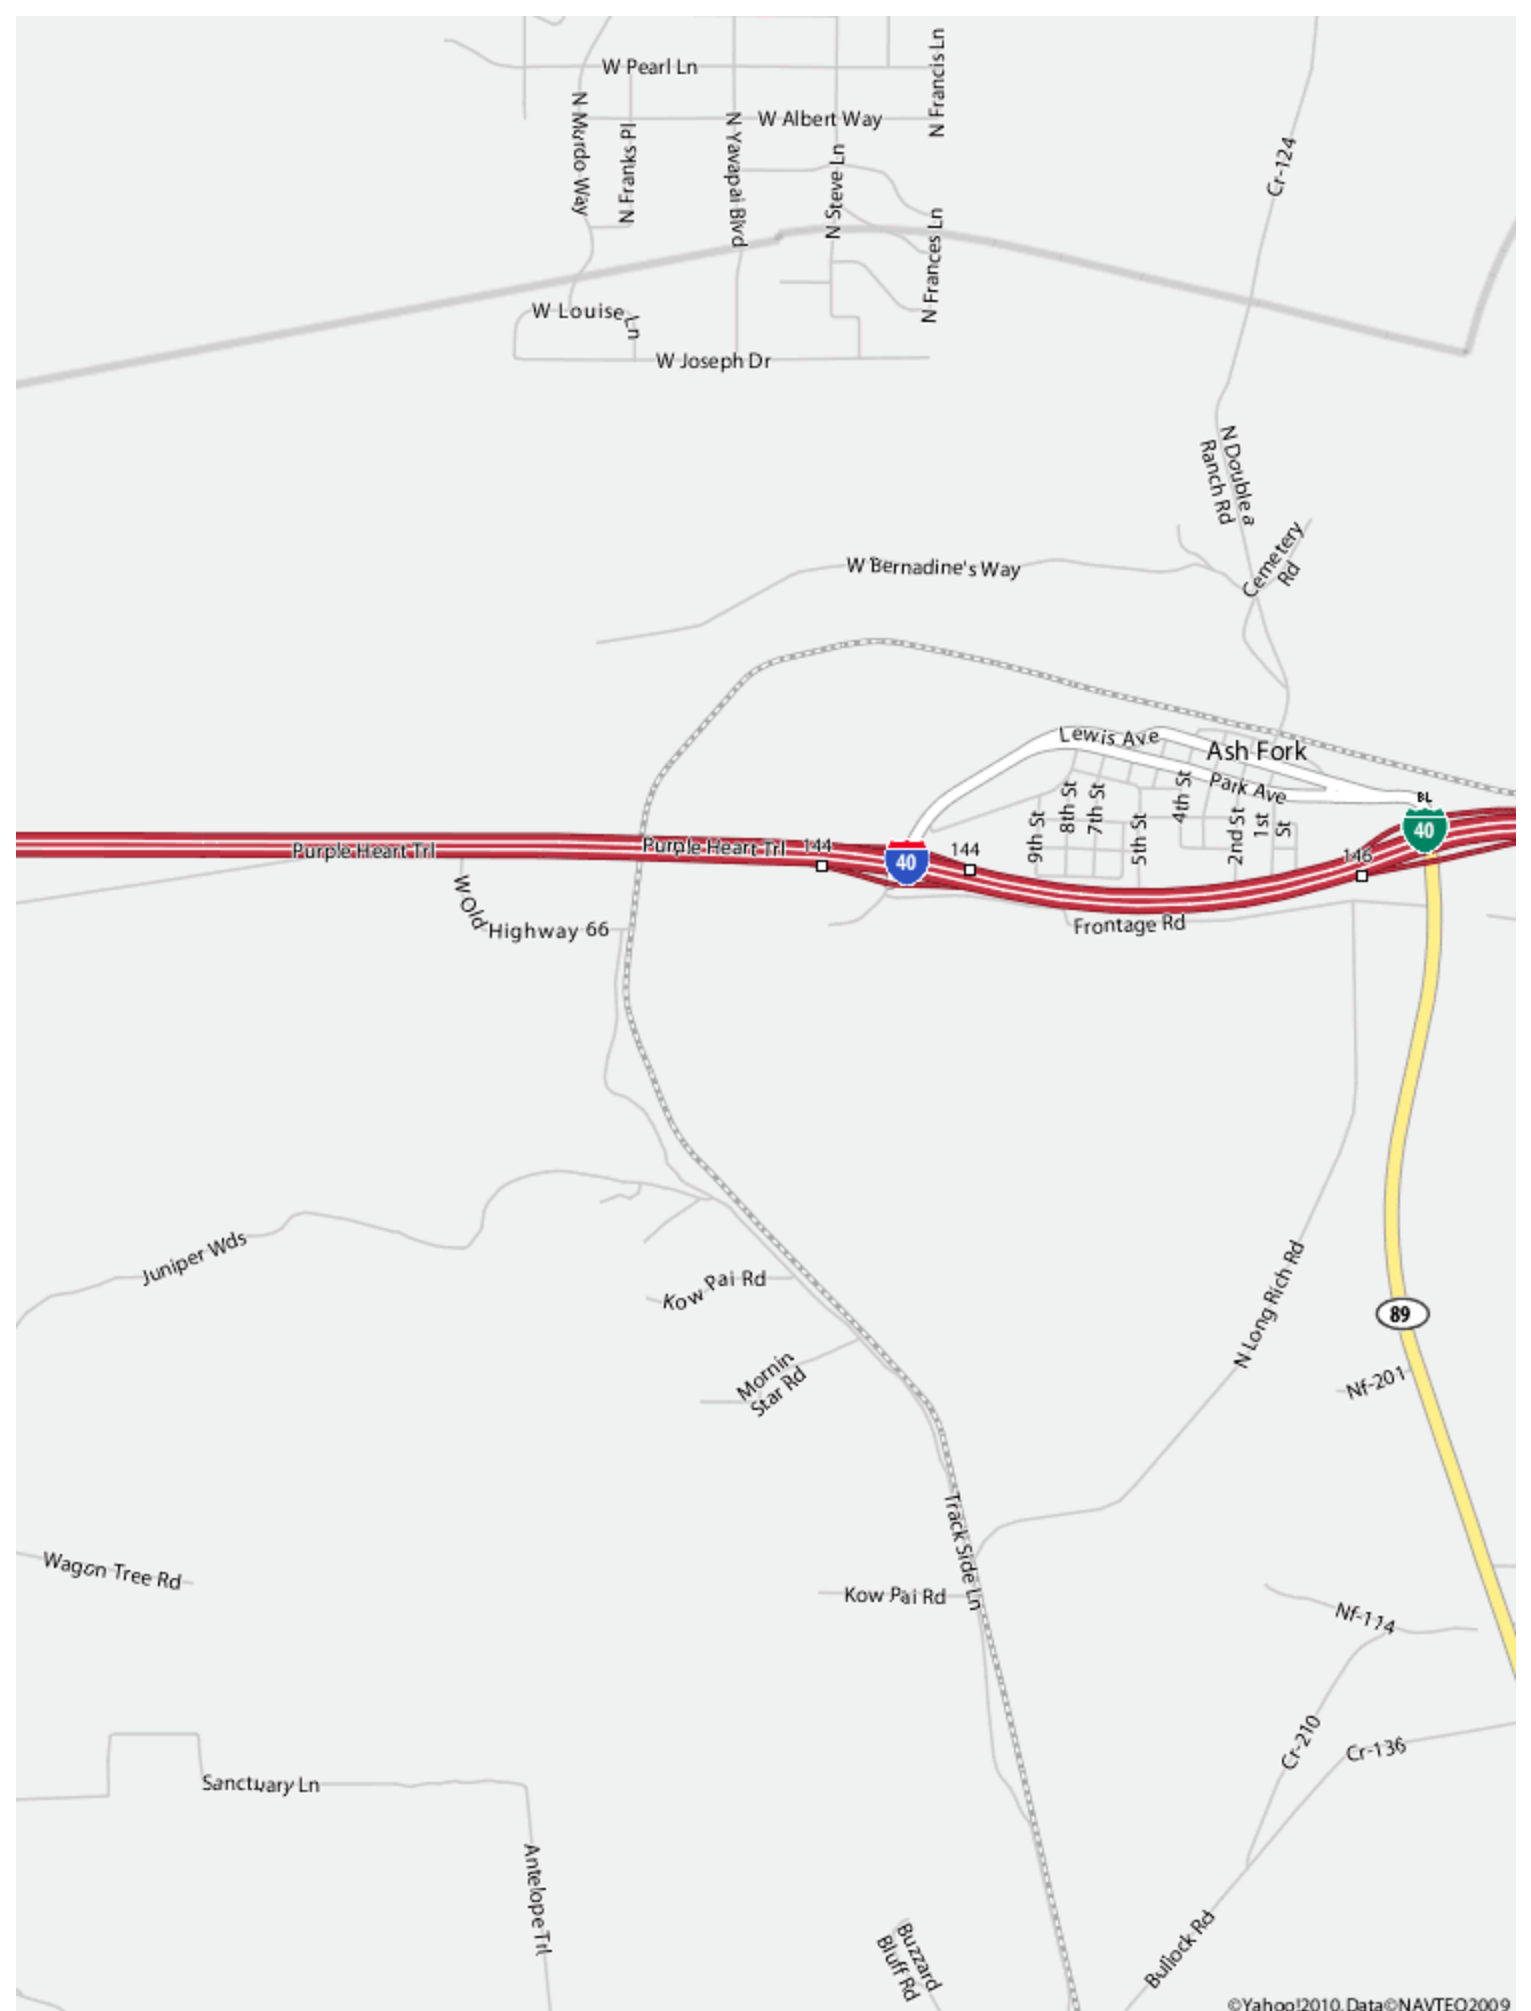 W Pearl Ln
N Francis Ln
W Albert Way
N Murdo Way
N Franks Pl
N Yavapai Blvd
N Steve Ln
Cr-124
N Frances Ln
W Louise Ln
W Joseph Dr
N Double a
Ranch Rd
Cemetery
Rd
W Bernadine's Way
Lewis Ave
Ash Fork
Park Ave
BL
40
9th St
8th St
7th St
5th St
4th St
2nd St
1st
St
Purple Heart Trl
Purple Heart Trl
144
40
144
146
W Old Highway 66
Frontage Rd
Juniper Wds
Kow Pai Rd
N Long Rich Rd
89
Mornin
Star Rd
Nf-201
Track Side Ln
Wagon Tree Rd
Kow Pai Rd
Nf-114
Cr-210
Cr-136
Sanctuary Ln
Antelope Trl
Buzzard
Bluff Rd
Bullock Rd
©Yahoo!2010, Data©NAVTEQ2009